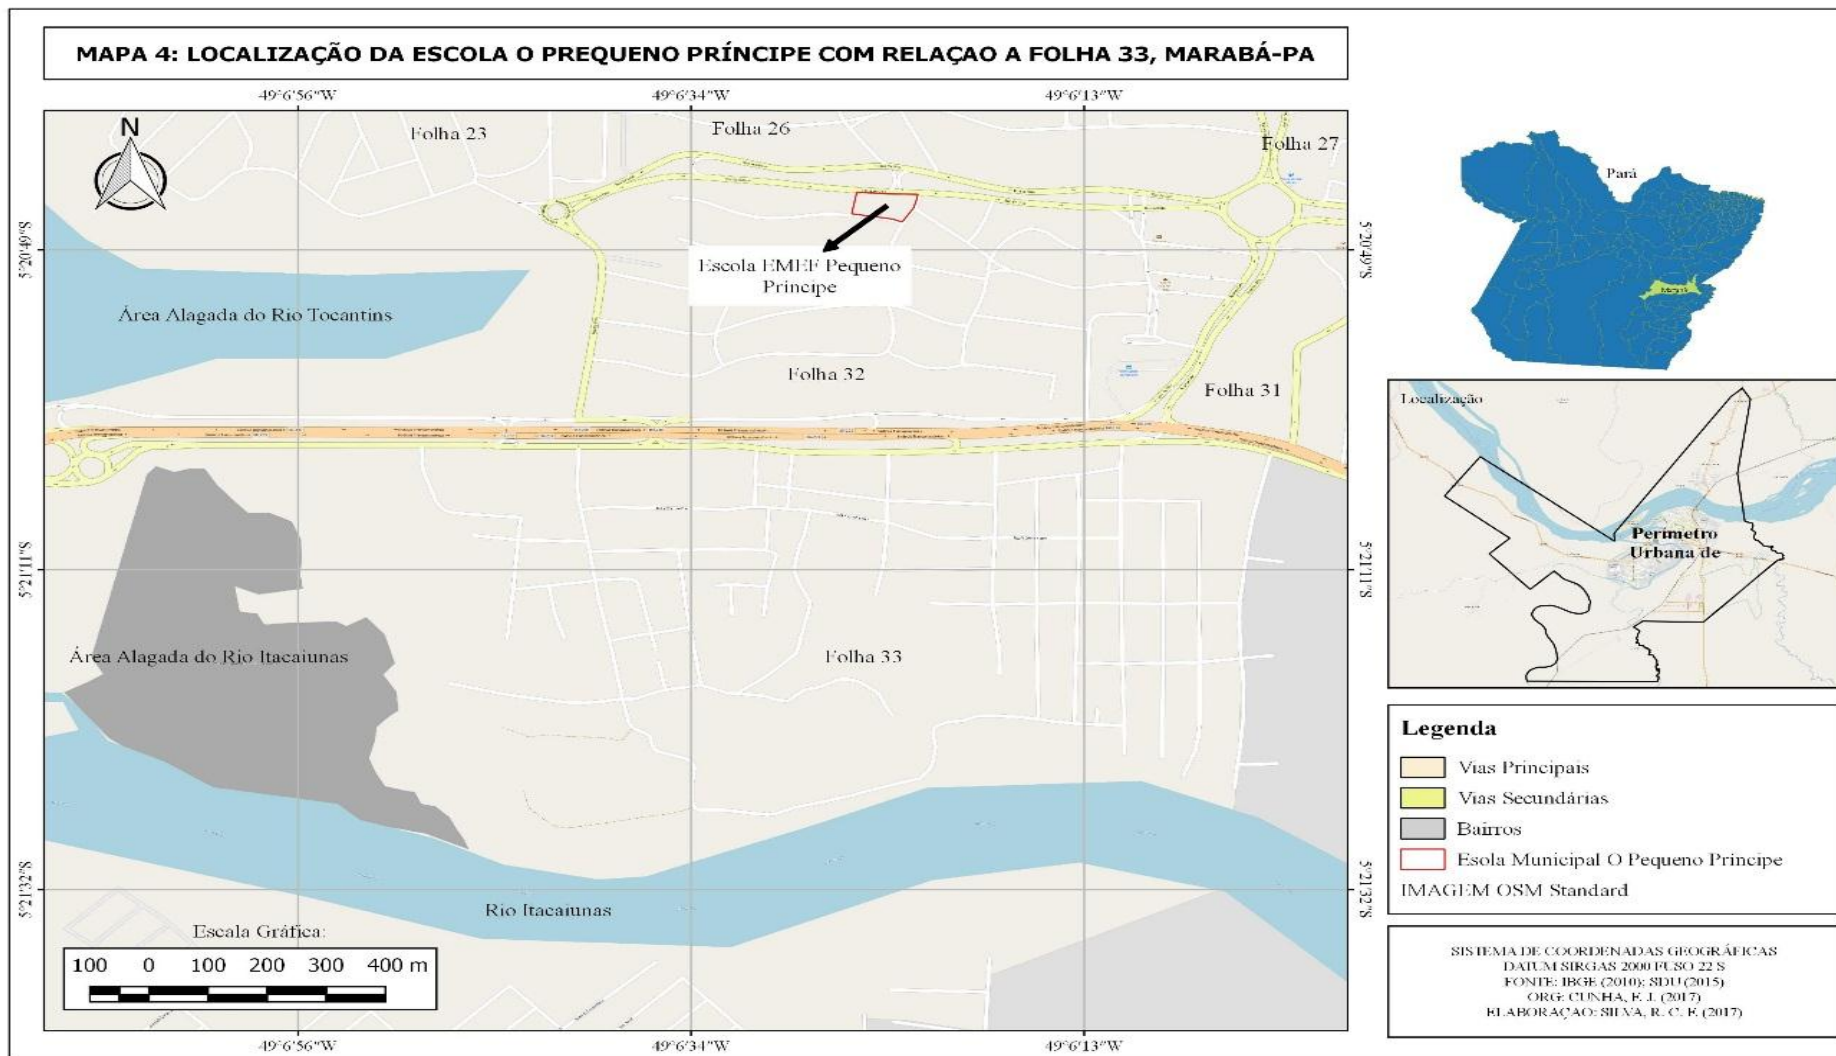 MAPA 4: LOCALIZAÇÃO DA ESCOLA O PREQUENO PRÍNCIPE COM RELAÇAO A FOLHA 33, MARABÁ-PA
49°6'56"W
49°6'34"W
49°6'13"W
N
Folha 23
Folha 26
Folha 27
5°20'49"S
5°20'49"S
Escola EMEF Pequeno
Príncipe
Área Alagada do Rio Tocantins
Folha 32
Folha 31
5°21'11"S
5°21'11"S
Área Alagada do Rio Itacaiunas
Folha 33
5°21'32"S
5°21'32"S
Rio Itacaiunas
Escala Gráfica:
100 0 100 200 300 400 m
49°6'56"W
49°6'34"W
49°6'13"W
Pará
Localização
Perímetro
Urbana de
Legenda
Vias Principais
Vias Secundárias
Bairros
Esola Municipal O Pequeno Príncipe
IMAGEM OSM Standard
SISTEMA DE COORDENADAS GEOGRÁFICAS
DATUM SIRGAS 2000 FUSO 22 S
FONTE: IBGE (2010); SDU (2015)
ORG: CUNHA, F. J. (2017)
ELABORAÇAO: SILVA, R. C. F. (2017)